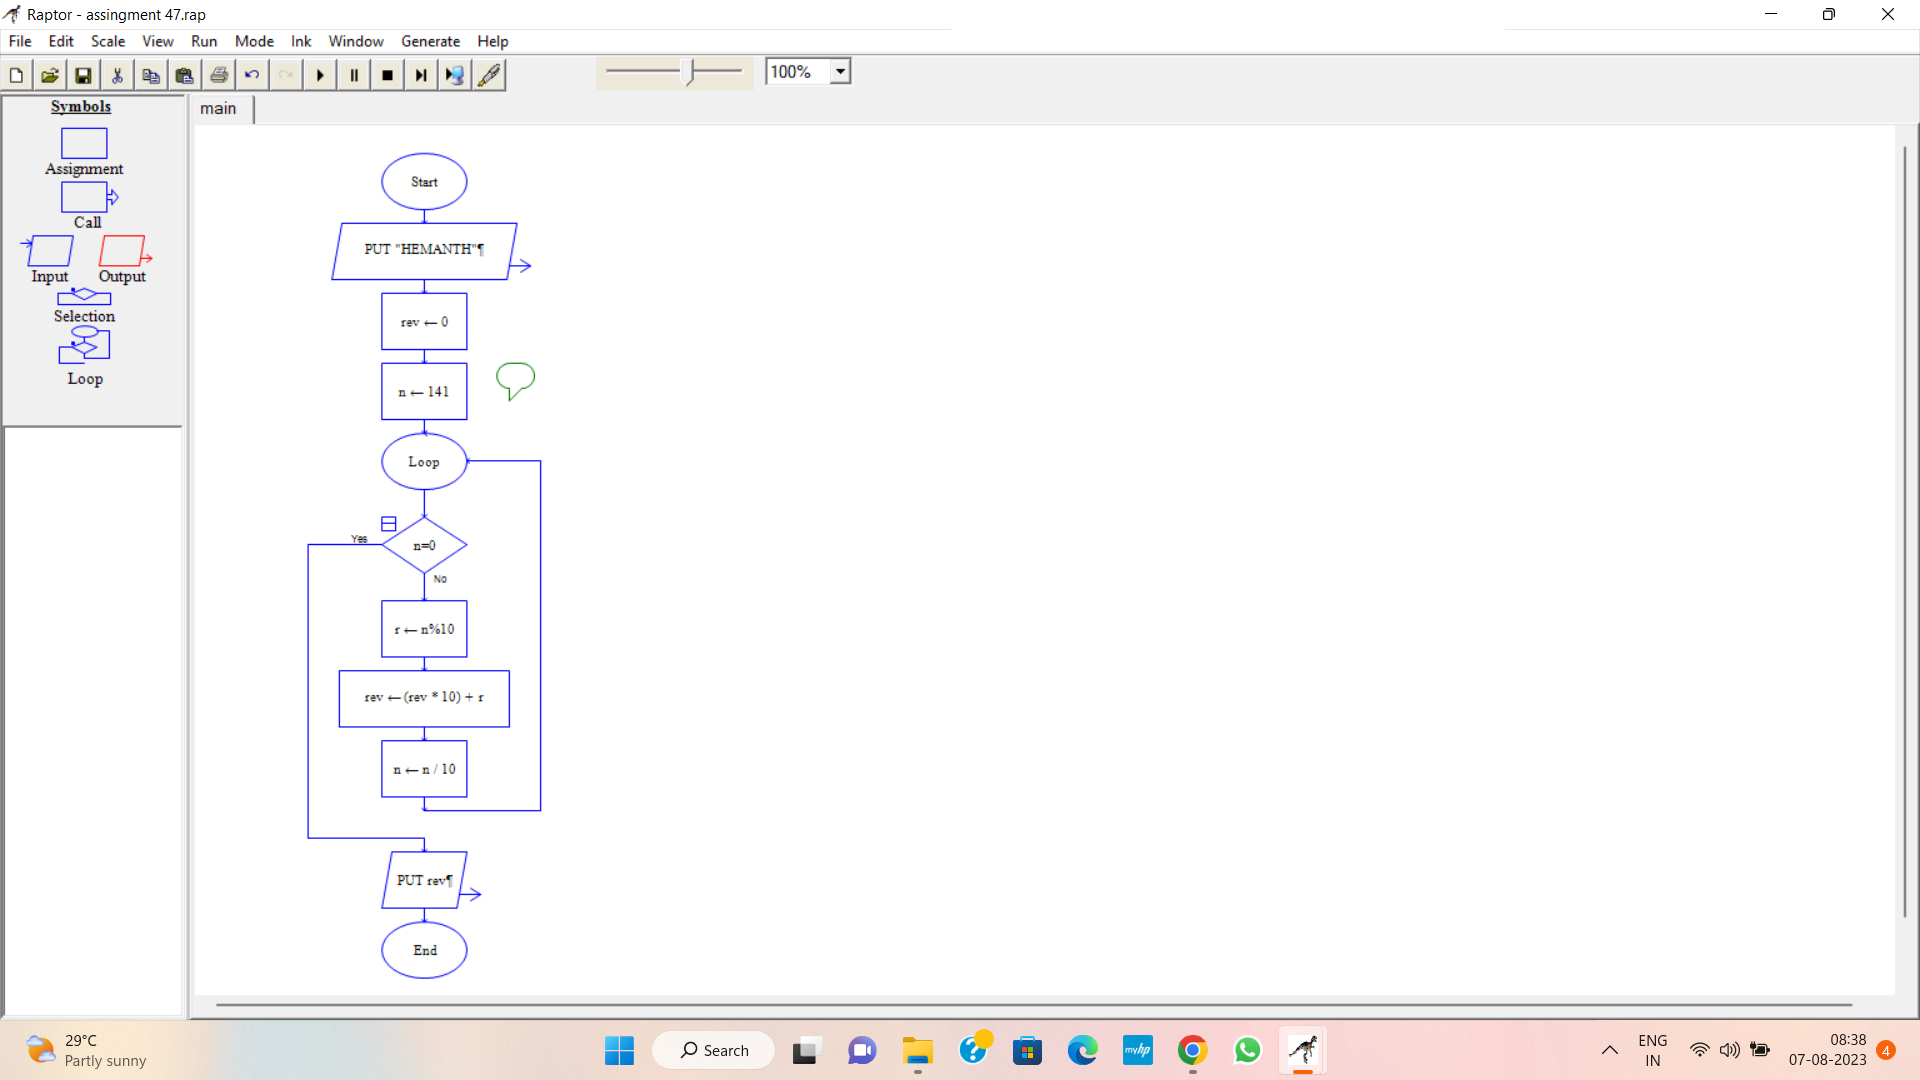 Raptor - assingment 47.rap
File Edit Scale View Run Mode Ink Window Generate Help
100%
Symbols
Assignment
Call
Input Output
Selection
Loop
main
Start
PUT "HEMANTH"¶
rev ← 0
n ← 141
Loop
Yes
n=0
No
r ← n%10
rev ← (rev * 10) + r
n ← n / 10
PUT rev¶
End
29°C
Partly sunny
Search
myhp
ENG
IN
08:38
07-08-2023
4